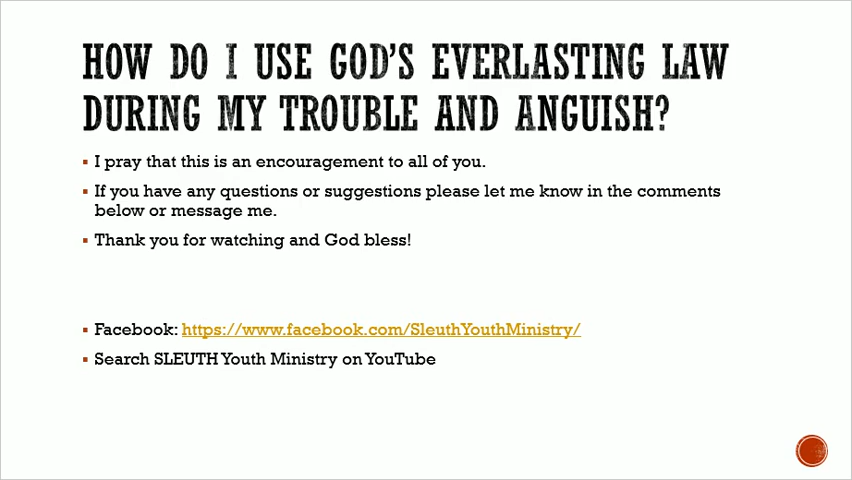 HOW DO I USE GOD'S EVERLASTING LAW
DURING MY TROUBLE AND ANGUISH?
▪ I pray that this is an encouragement to all of you.
▪ If you have any questions or suggestions please let me know in the comments
below or message me.
▪ Thank you for watching and God bless!
▪ Facebook: https://www.facebook.com/SleuthYouthMinistry/
▪ Search SLEUTH Youth Ministry on YouTube